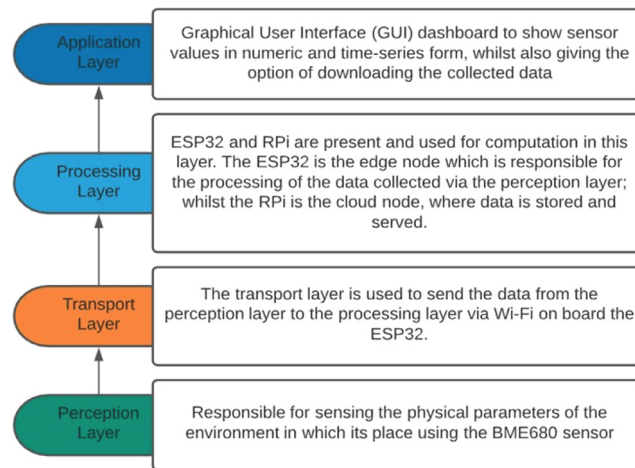 Application
Layer
Graphical User Interface (GUI) dashboard to show sensor
values in numeric and time-series form, whilst also giving the
option of downloading the collected data
Processing
Layer
ESP32 and RPi are present and used for computation in this
layer. The ESP32 is the edge node which is responsible for
the processing of the data collected via the perception layer;
whilst the RPi is the cloud node, where data is stored and
served.
Transport
Layer
The transport layer is used to send the data from the
perception layer to the processing layer via Wi-Fi on board the
ESP32.
Perception
Layer
Responsible for sensing the physical parameters of the
environment in which its place using the BME680 sensor